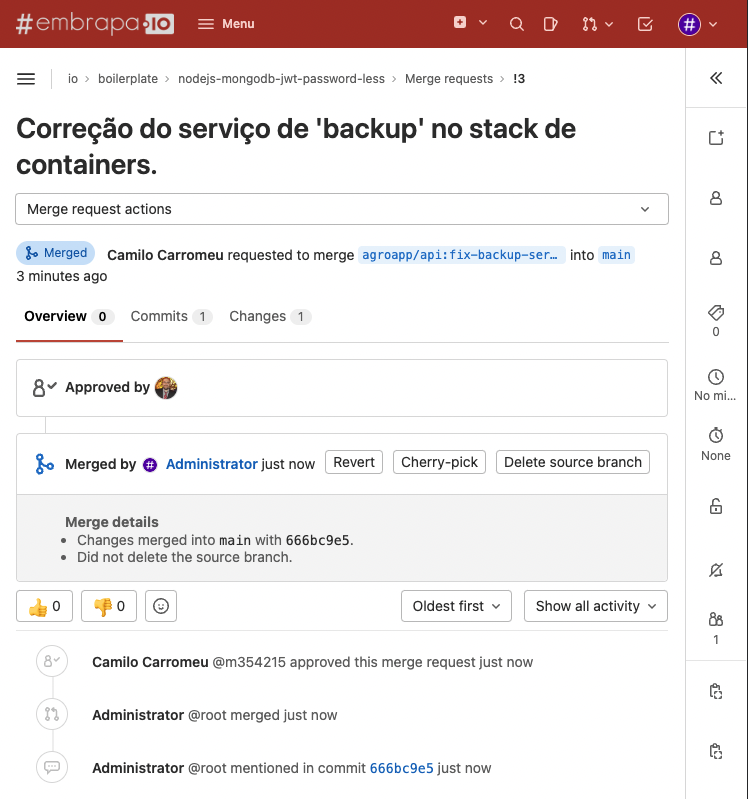 #embrapa.IO Menu
io > boilerplate > nodejs-mongodb-jwt-password-less > Merge requests > !3
Correção do serviço de 'backup' no stack de
containers.
Merge request actions
Merged Camilo Carromeu requested to merge agroapp/api:fix-backup-ser… into main
3 minutes ago
Overview 0 Commits 1 Changes 1
Approved by
Merged by # Administrator just now Revert Cherry-pick Delete source branch
Merge details
• Changes merged into main with 666bc9e5.
• Did not delete the source branch.
👍 0 👎 0 Oldest first Show all activity
Camilo Carromeu @m354215 approved this merge request just now
Administrator @root merged just now
Administrator @root mentioned in commit 666bc9e5 just now
0
No mi...
None
1